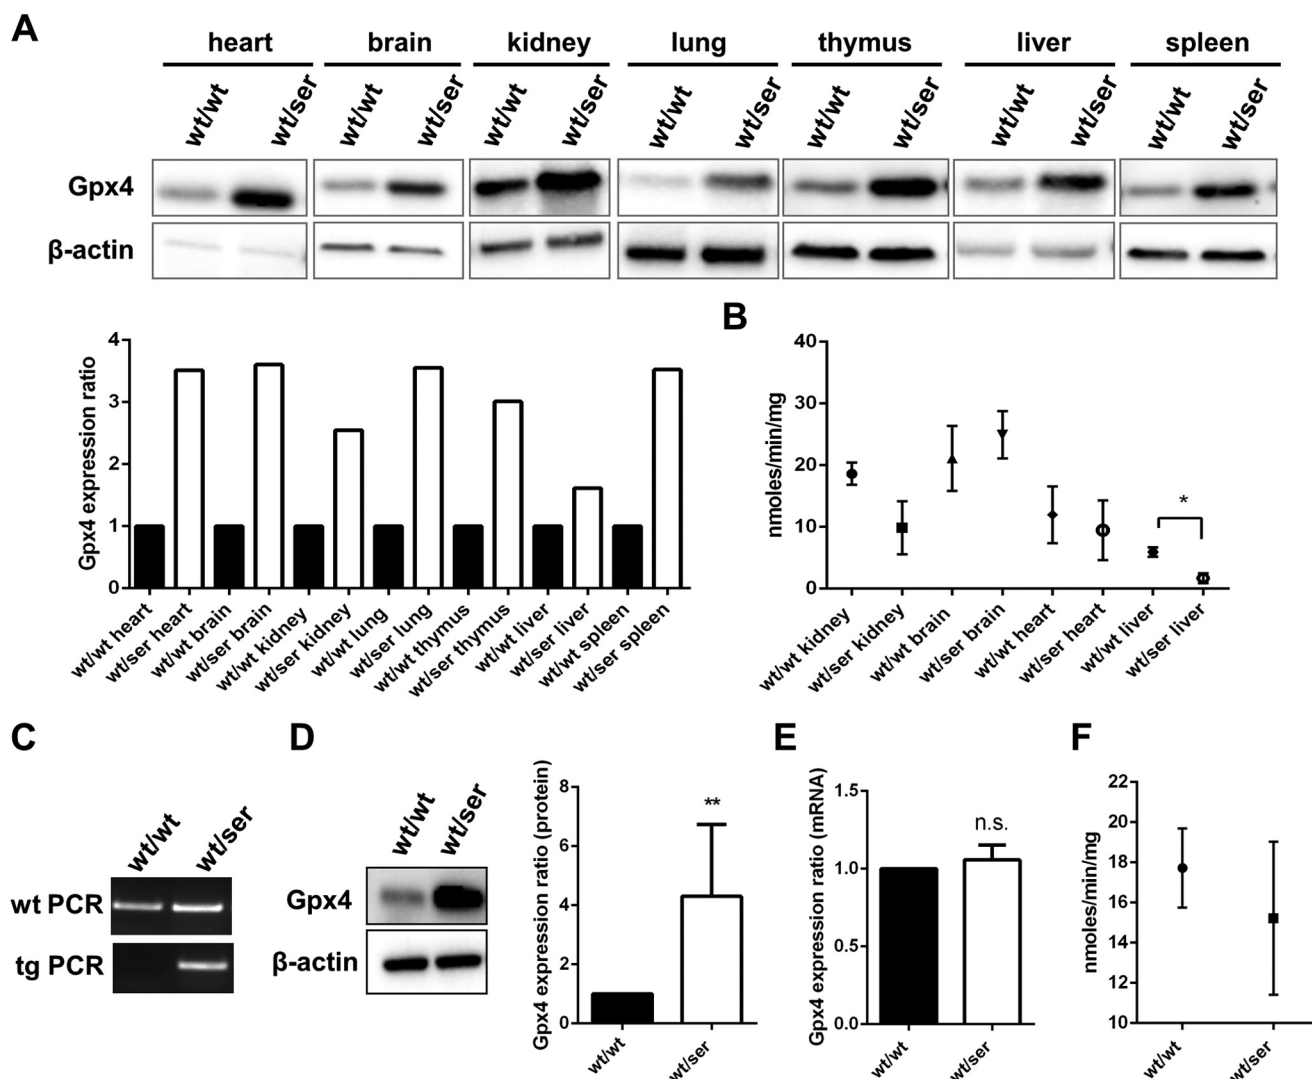 A
heart brain kidney lung thymus liver spleen
wt/wt wt/ser wt/wt wt/ser wt/wt wt/ser wt/wt wt/ser wt/wt wt/ser wt/wt wt/ser wt/wt wt/ser
Gpx4
β-actin
Gpx4 expression ratio
4
3
2
1
0
wt/wt heart
wt/ser heart
wt/wt brain
wt/ser brain
wt/wt kidney
wt/ser kidney
wt/wt lung
wt/ser lung
wt/wt thymus
wt/ser thymus
wt/wt liver
wt/ser liver
wt/wt spleen
wt/ser spleen
B
nmoles/min/mg
40
30
20
10
0
*
wt/wt kidney
wt/ser kidney
wt/wt brain
wt/ser brain
wt/wt heart
wt/ser heart
wt/wt liver
wt/ser liver
C
wt/wt wt/ser
wt PCR
tg PCR
D
wt/wt wt/ser
Gpx4
β-actin
Gpx4 expression ratio (protein)
8
6
4
2
0
**
wt/wt
wt/ser
E
Gpx4 expression ratio (mRNA)
1.5
1.0
0.5
0.0
n.s.
wt/wt
wt/ser
F
nmoles/min/mg
22
20
18
16
14
12
10
wt/wt
wt/ser